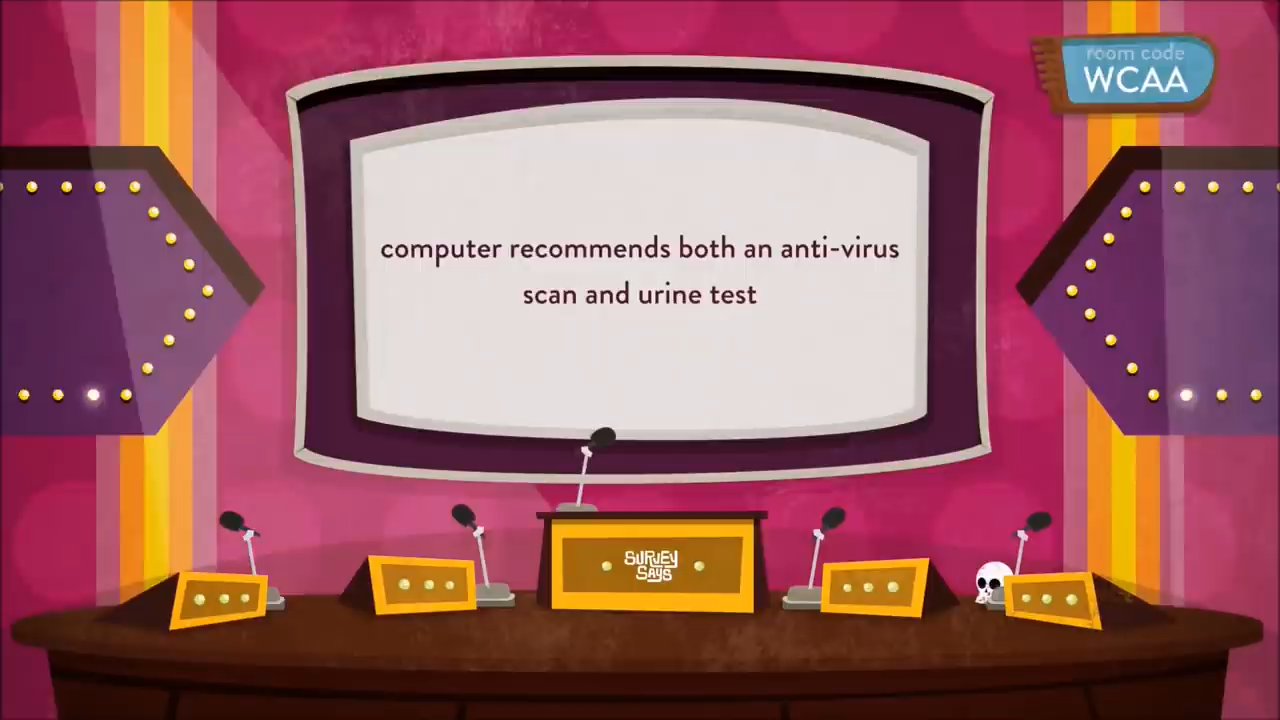 room code
WCAA
computer recommends both an anti-virus
scan and urine test
SURVEY
SAYS